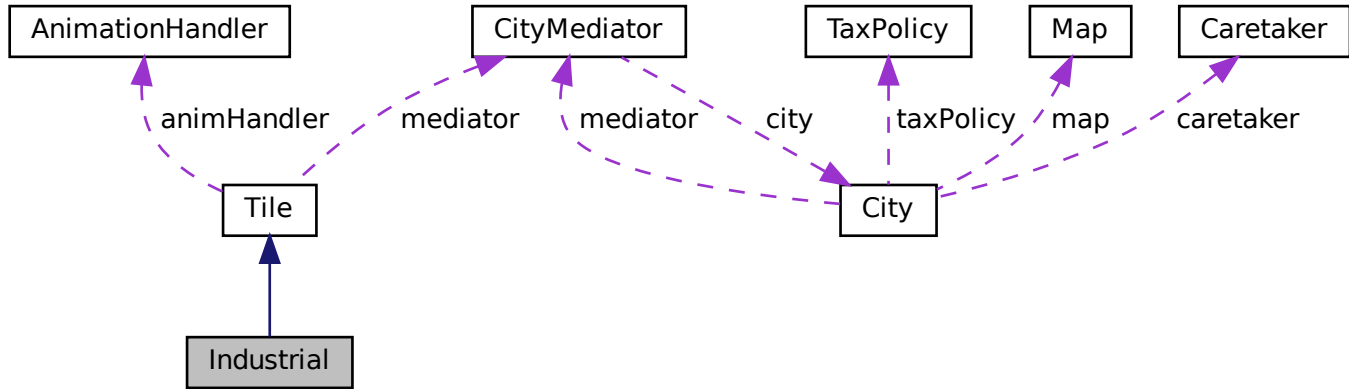 AnimationHandler
CityMediator
TaxPolicy
Map
Caretaker
animHandler
mediator
mediator
city
taxPolicy
map
caretaker
Tile
City
Industrial